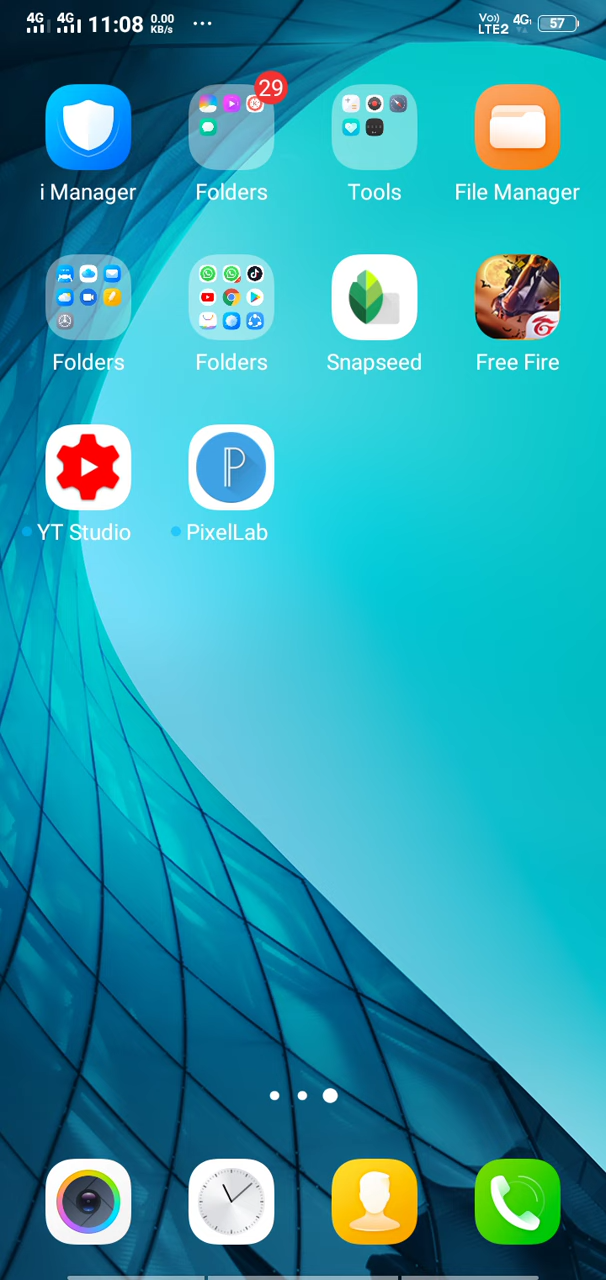 4G 4G 11:08 0.00 KB/s ... Vo)) LTE2 4G 57
29
i Manager Folders Tools File Manager
Folders Folders Snapseed Free Fire
YT Studio PixelLab